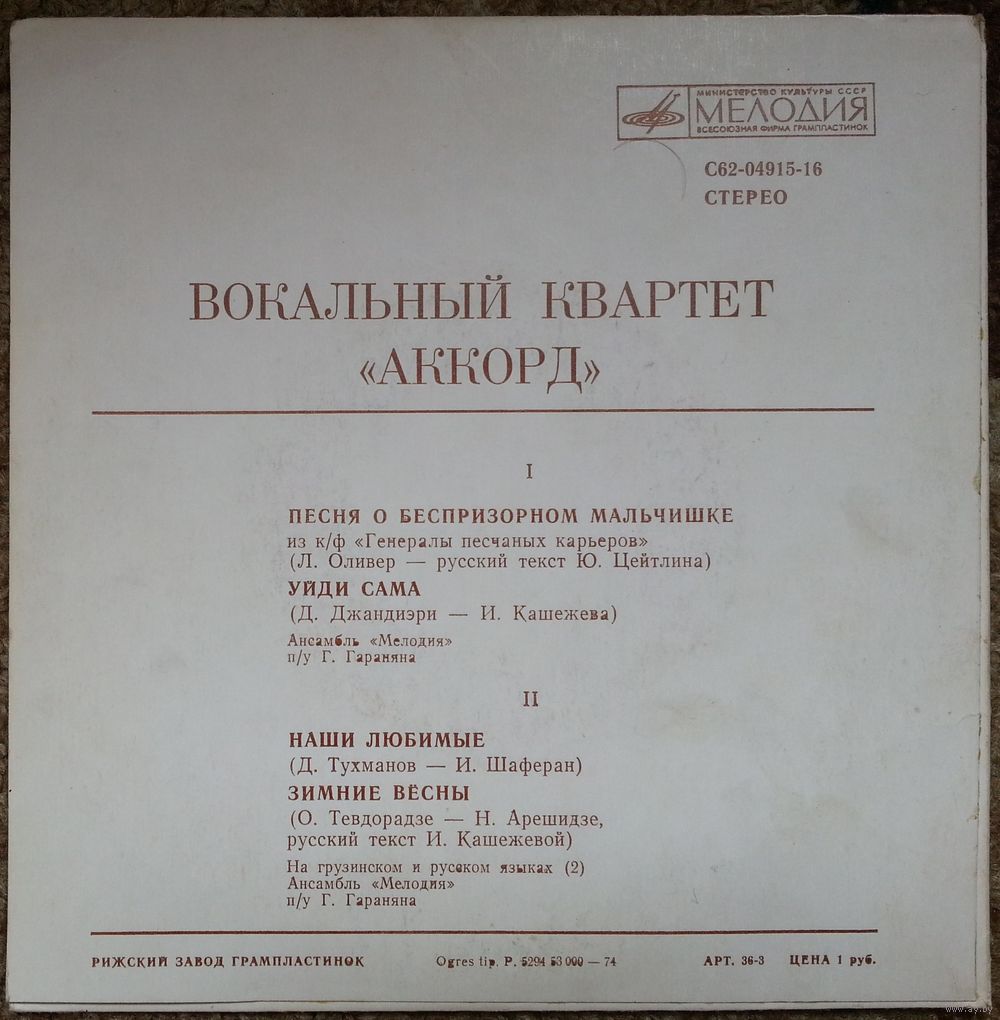 МИНИСТЕРСТВО КУЛЬТУРЫ СССР
МЕЛОДИЯ
ВСЕСОЮЗНАЯ ФИРМА ГРАМПЛАСТИНОК
С62-04915-16
СТЕРЕО
ВОКАЛЬНЫЙ КВАРТЕТ
«АККОРД»
I
ПЕСНЯ О БЕСПРИЗОРНОМ МАЛЬЧИШКЕ
из к/ф «Генералы песчаных карьеров»
(Л. Оливер — русский текст Ю. Цейтлина)
УЙДИ САМА
(Д. Джандиэри — И. Кашежева)
Ансамбль «Мелодия»
п/у Г. Гараняна
II
НАШИ ЛЮБИМЫЕ
(Д. Тухманов — И. Шаферан)
ЗИМНИЕ ВЁСНЫ
(О. Тевдорадзе — Н. Арешидзе,
русский текст И. Кашежевой)
На грузинском и русском языках (2)
Ансамбль «Мелодия»
п/у Г. Гараняна
РИЖСКИЙ ЗАВОД ГРАМПЛАСТИНОК Ogres tip. Р. 5294 53 000 — 74 АРТ. 36-3 ЦЕНА 1 руб.
www.ay.by